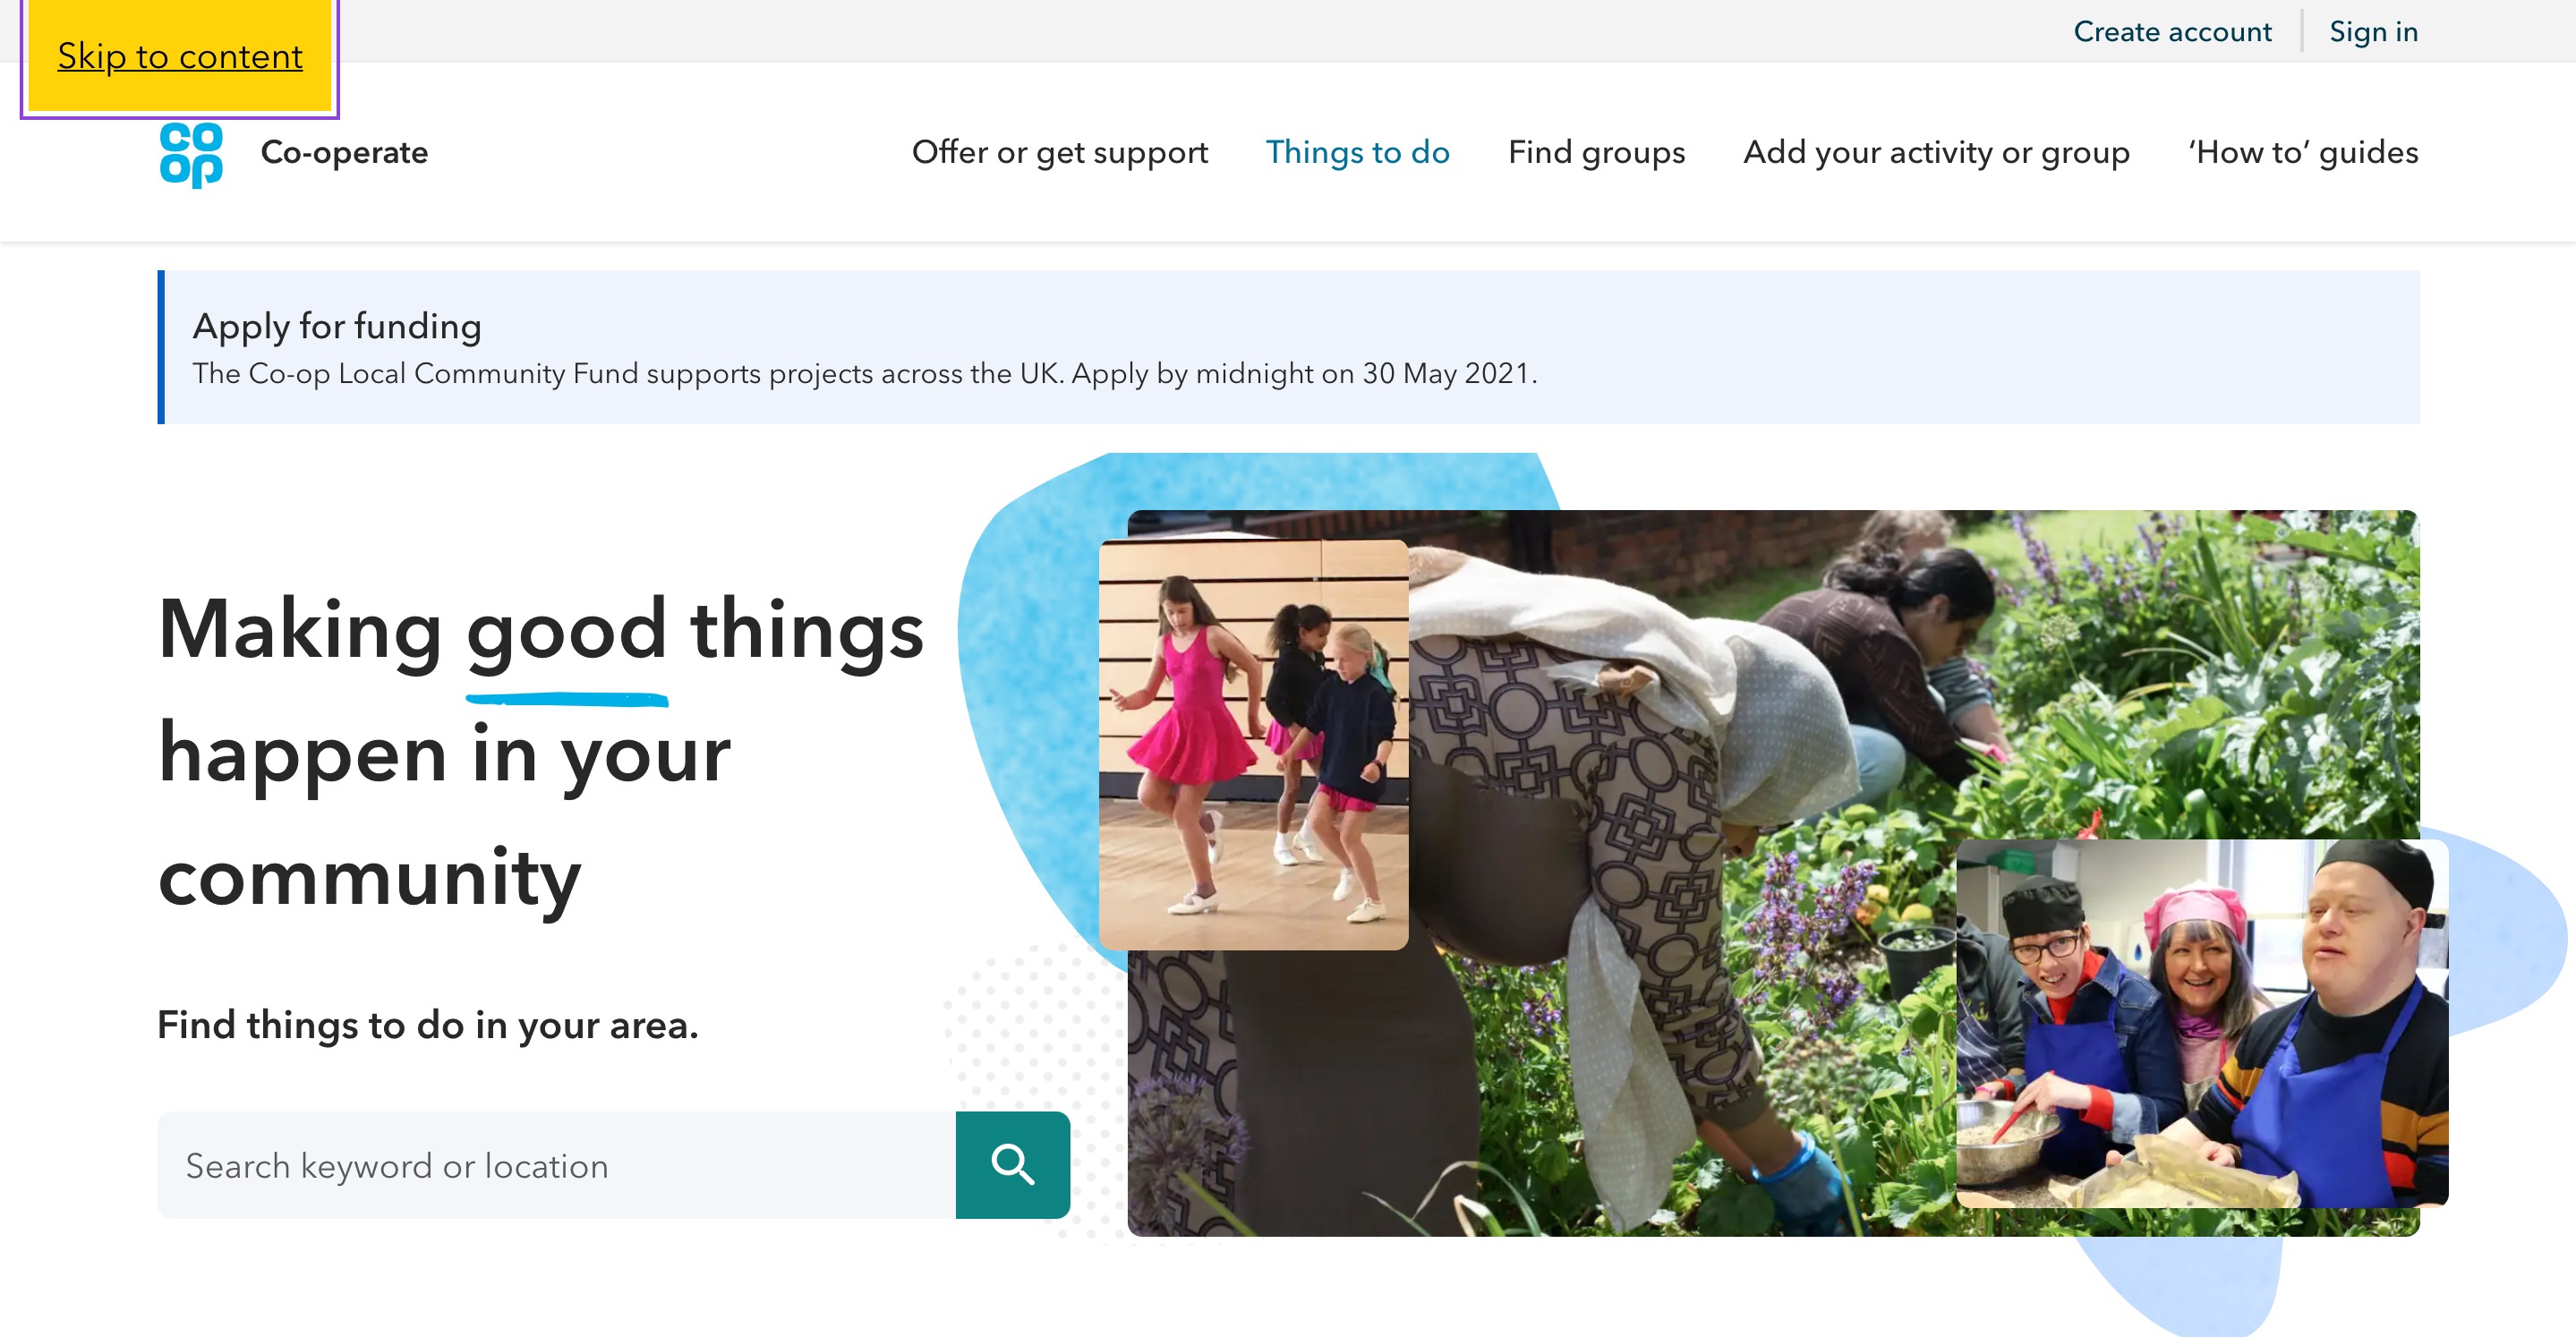 Skip to content
Create account
Sign in
co
op
Co-operate
Offer or get support
Things to do
Find groups
Add your activity or group
‘How to’ guides
Apply for funding
The Co-op Local Community Fund supports projects across the UK. Apply by midnight on 30 May 2021.
Making good things
happen in your
community
Find things to do in your area.
Search keyword or location